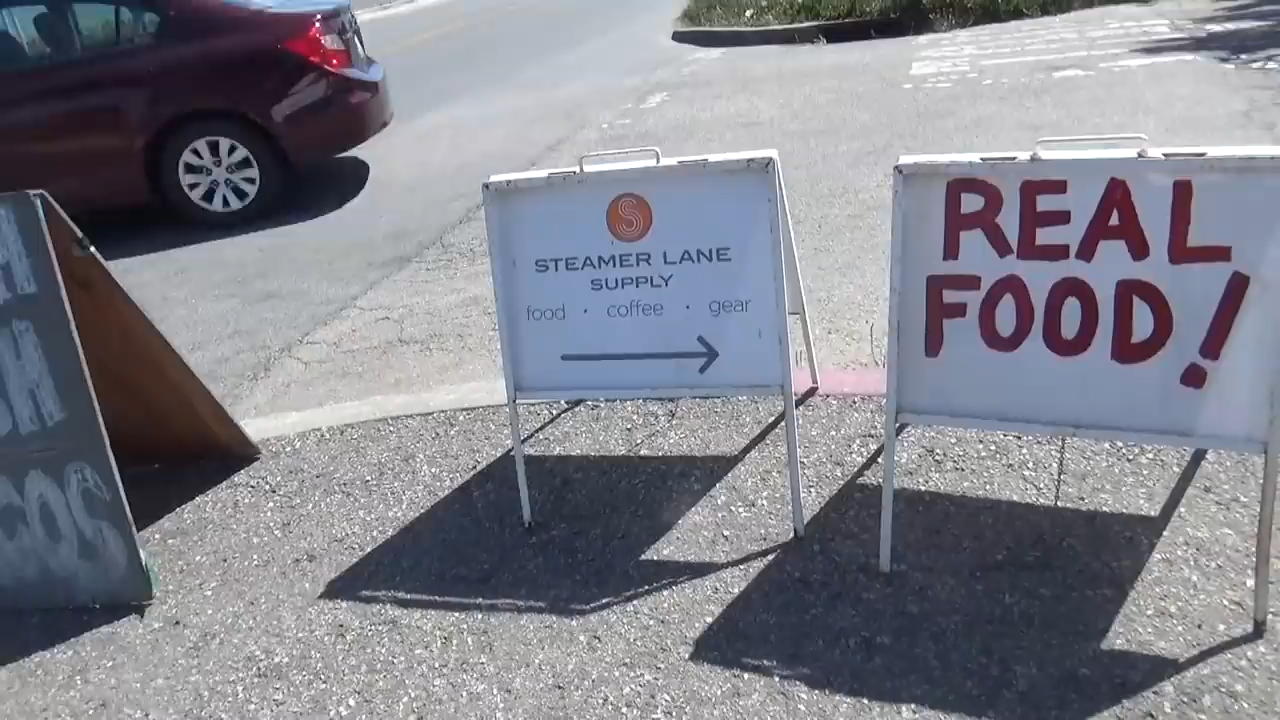 S
STEAMER LANE
SUPPLY
food · coffee · gear
REAL
FOOD!